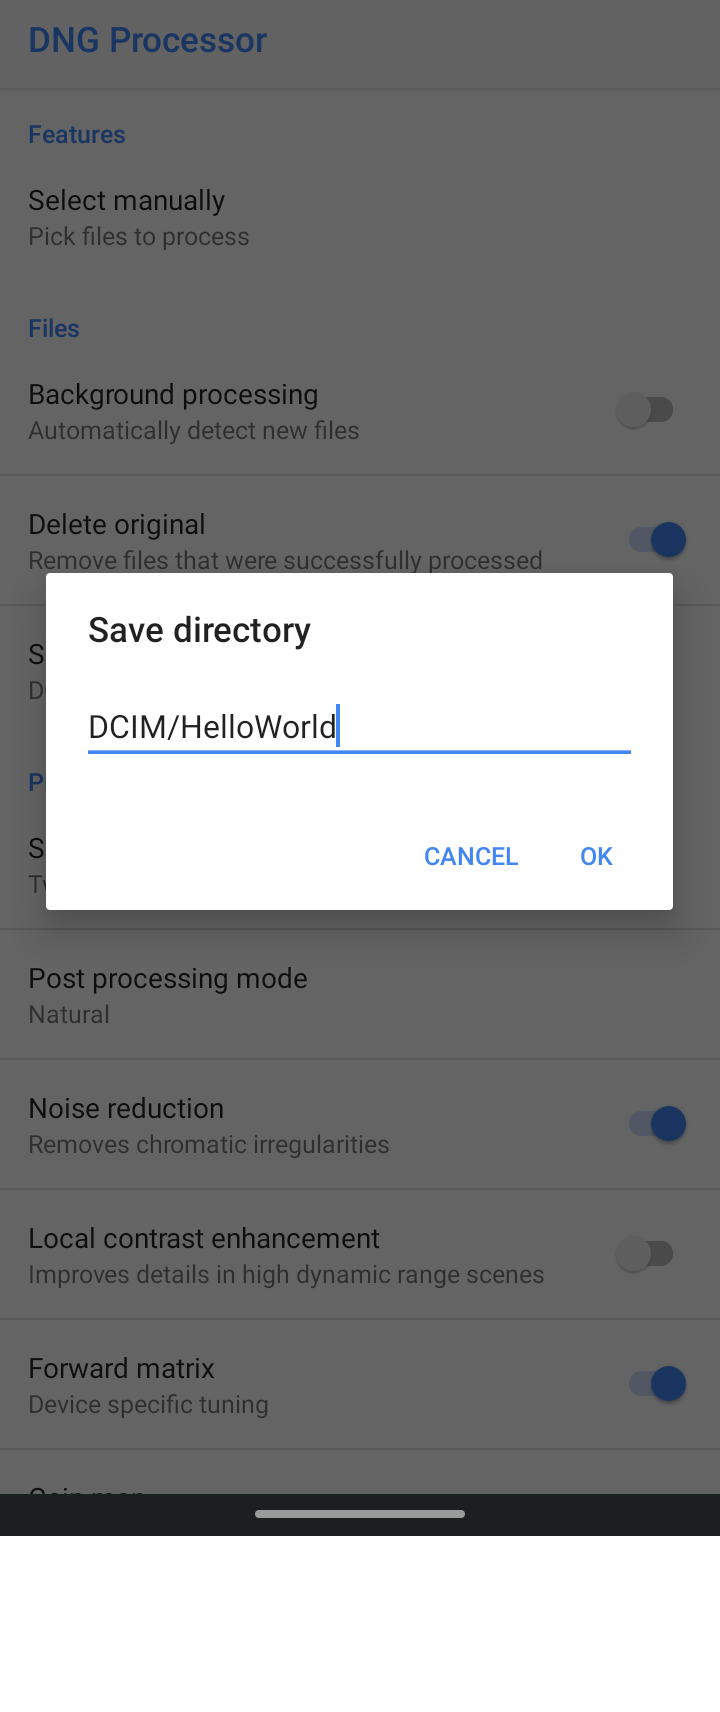 DNG Processor
Features
Select manually
Pick files to process
Files
Background processing
Automatically detect new files
Delete original
Remove files that were successfully processed
Save directory
DCIM/HelloWorld
CANCEL
OK
Post processing mode
Natural
Noise reduction
Removes chromatic irregularities
Local contrast enhancement
Improves details in high dynamic range scenes
Forward matrix
Device specific tuning